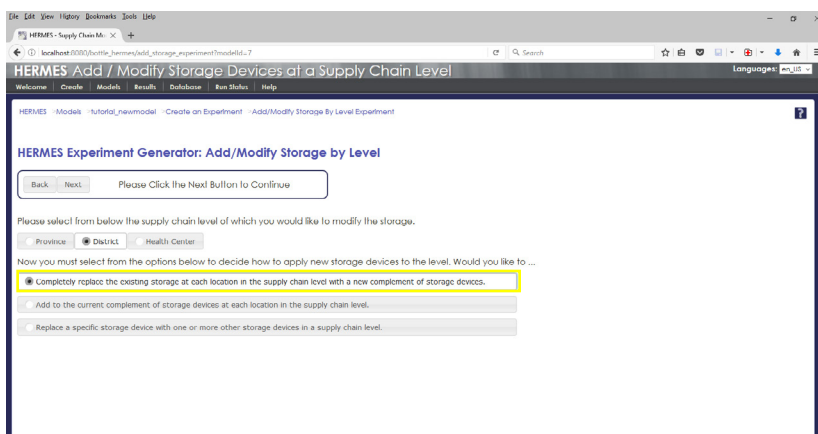 File Edit View History Bookmarks Tools Help
HERMES - Supply Chain Mo
localhost:8080/bottle_hermes/add_storage_experiment?modelId=7
Search
HERMES Add / Modify Storage Devices at a Supply Chain Level
Languages: en_US
Welcome Create Models Results Database Run Status Help
HERMES >Models >tutorial_newmodel >Create an Experiment >Add/Modify Storage By Level Experiment
?
HERMES Experiment Generator: Add/Modify Storage by Level
Back Next Please Click the Next Button to Continue
Please select from below the supply chain level of which you would like to modify the storage.
Province District Health Center
Now you must select from the options below to decide how to apply new storage devices to the level. Would you like to ...
Completely replace the existing storage at each location in the supply chain level with a new complement of storage devices.
Add to the current complement of storage devices at each location in the supply chain level.
Replace a specific storage device with one or more other storage devices in a supply chain level.